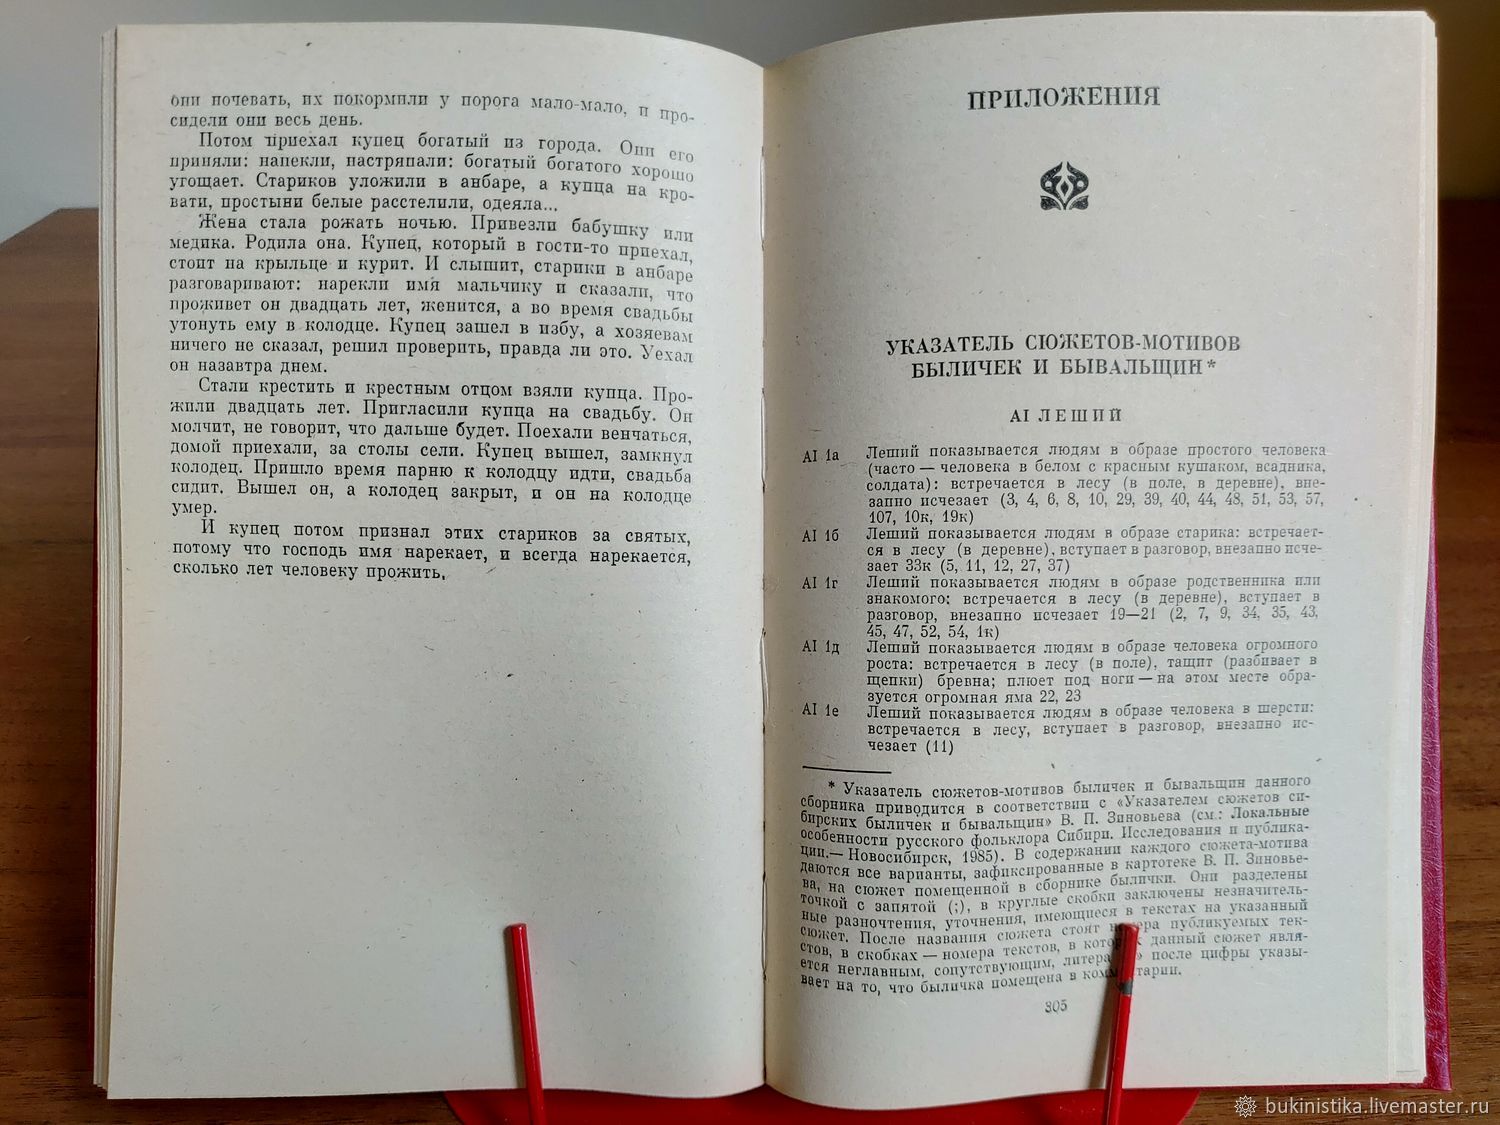 они ночевать, их покормили у порога мало-мало, и про-
сидели они весь день.
Потом приехал купец богатый из города. Они его
приняли: напекли, настряпали: богатый богатого хорошо
угощает. Стариков уложили в анбаре, а купца на кро-
вати, простыни белые расстелили, одеяла...
Жена стала рожать ночью. Привезли бабушку или
медика. Родила она. Купец, который в гости-то приехал,
стоит на крыльце и курит. И слышит, старики в анбаре
разговаривают: нарекли имя мальчику и сказали, что
проживет он двадцать лет, женится, а во время свадьбы
утонуть ему в колодце. Купец зашел в избу, а хозяевам
ничего не сказал, решил проверить, правда ли это. Уехал
он назавтра днем.
Стали крестить и крестным отцом взяли купца. Про-
жили двадцать лет. Пригласили купца на свадьбу. Он
молчит, не говорит, что дальше будет. Поехали венчаться,
домой приехали, за столы сели. Купец вышел, замкнул
колодец. Пришло время парню к колодцу идти, свадьба
сидит. Вышел он, а колодец закрыт, и он на колодце
умер.
И купец потом признал этих стариков за святых,
потому что господь имя нарекает, и всегда нарекается,
сколько лет человеку прожить.
ПРИЛОЖЕНИЯ
УКАЗАТЕЛЬ СЮЖЕТОВ-МОТИВОВ
БЫЛИЧЕК И БЫВАЛЬЩИН*
АI ЛЕШИЙ
АI 1а Леший показывается людям в образе простого человека
(часто — человека в белом с красным кушаком, всадника,
солдата): встречается в лесу (в поле, в деревне), вне-
запно исчезает (3, 4, 6, 8, 10, 29, 39, 40, 44, 48, 51, 53, 57,
107, 10к, 19к)
АI 1б Леший показывается людям в образе старика: встречает-
ся в лесу (в деревне), вступает в разговор, внезапно исче-
зает 33к (5, 11, 12, 27, 37)
АI 1г Леший показывается людям в образе родственника или
знакомого: встречается в лесу (в деревне), вступает в
разговор, внезапно исчезает 19—21 (2, 7, 9, 34, 35, 43,
45, 47, 52, 54, 1к)
АI 1д Леший показывается людям в образе человека огромного
роста: встречается в лесу (в поле), тащит (разбивает в
щепки) бревна; плюет под ноги — на этом месте обра-
зуется огромная яма 22, 23
АI 1е Леший показывается людям в образе человека в шерсти:
встречается в лесу, вступает в разговор, внезапно ис-
чезает (11)
* Указатель сюжетов-мотивов быличек и бывальщин данного
сборника приводится в соответствии с «Указателем сюжетов си-
бирских быличек и бывальщин» В. П. Зиновьева (см.: Локальные
особенности русского фольклора Сибири. Исследования и публика-
ции.— Новосибирск, 1985). В содержании каждого сюжета-мотива
даются все варианты, зафиксированные в картотеке В. П. Зиновье-
ва, на сюжет помещенной в сборнике былички. Они разделены
точкой с запятой (;), в круглые скобки заключены незначитель-
ные разночтения, уточнения, имеющиеся в текстах на указанный
сюжет. После названия сюжета стоят номера публикуемых тек-
стов, в скобках — номера текстов, в которых данный сюжет явля-
ется неглавным, сопутствующим, литера » после цифры указы-
вает на то, что быличка помещена в комментарии.
305
bukinistika.livemaster.ru